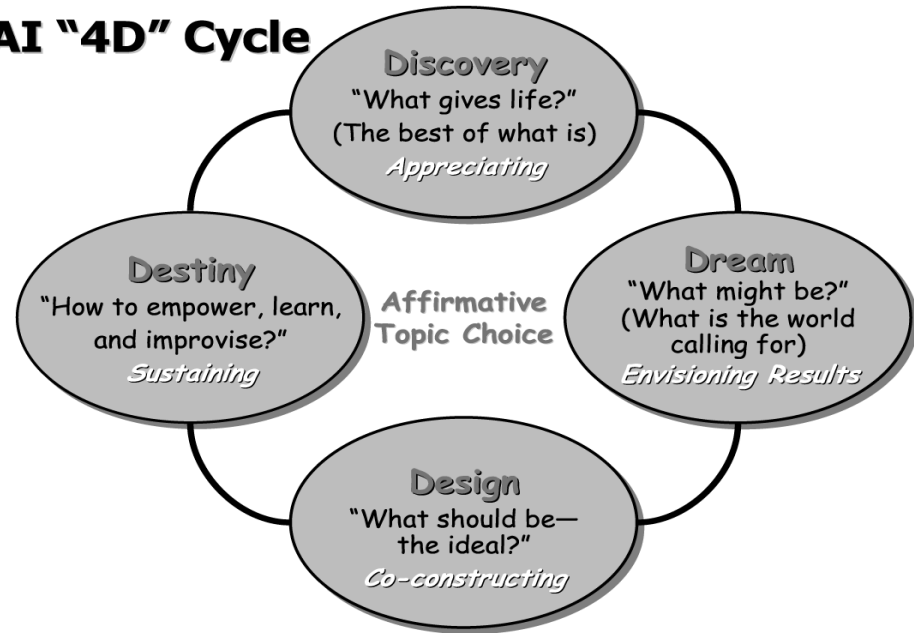 AI “4D” Cycle
Discovery
“What gives life?”
(The best of what is)
Appreciating
Dream
“What might be?”
(What is the world
calling for)
Envisioning Results
Design
“What should be—
the ideal?”
Co-constructing
Destiny
“How to empower, learn,
and improvise?”
Sustaining
Affirmative
Topic Choice